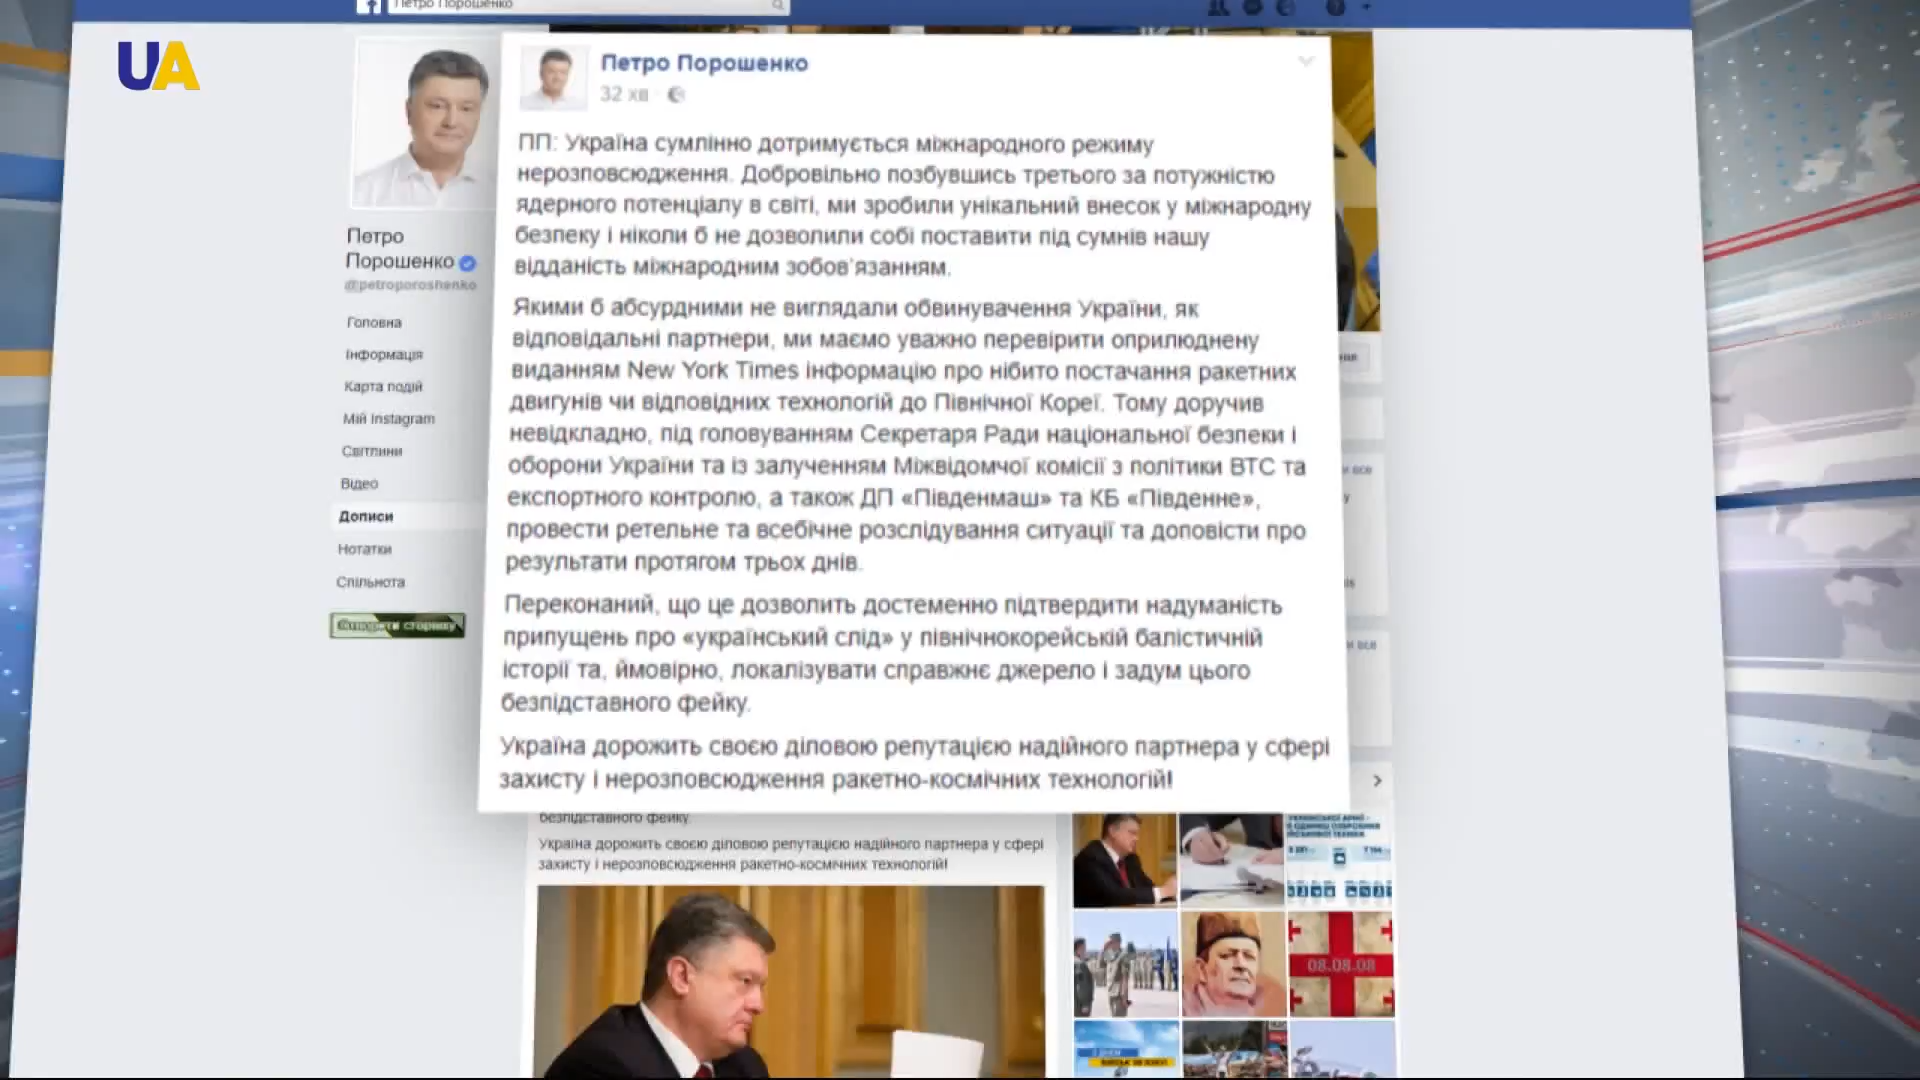 Петро Порошенко
UA
Петро Порошенко
32 хв
ПП: Україна сумлінно дотримується міжнародного режиму
нерозповсюдження. Добровільно позбувшись третього за потужністю
ядерного потенціалу в світі, ми зробили унікальний внесок у міжнародну
безпеку і ніколи б не дозволили собі поставити під сумнів нашу
відданість міжнародним зобов'язанням.
Якими б абсурдними не виглядали обвинувачення України, як
відповідальні партнери, ми маємо уважно перевірити оприлюднену
виданням New York Times інформацію про нібито постачання ракетних
двигунів чи відповідних технологій до Північної Кореї. Тому доручив
невідкладно, під головуванням Секретаря Ради національної безпеки і
оборони України та із залученням Міжвідомчої комісії з політики ВТС та
експортного контролю, а також ДП «Південмаш» та КБ «Південне»,
провести ретельне та всебічне розслідування ситуації та доповісти про
результати протягом трьох днів.
Переконаний, що це дозволить достеменно підтвердити надуманість
припущень про «український слід» у північнокорейській балістичній
історії та, ймовірно, локалізувати справжнє джерело і задум цього
безпідставного фейку.
Україна дорожить своєю діловою репутацією надійного партнера у сфері
захисту і нерозповсюдження ракетно-космічних технологій!
Петро
Порошенко
@petroporoshenko
Головна
Інформація
Карта подій
Мій Instagram
Світлини
Відео
Дописи
Нотатки
Спільнота
Створити сторінку
безпідставного фейку.
Україна дорожить своєю діловою репутацією надійного партнера у сфері
захисту і нерозповсюдження ракетно-космічних технологій!
08.08.08